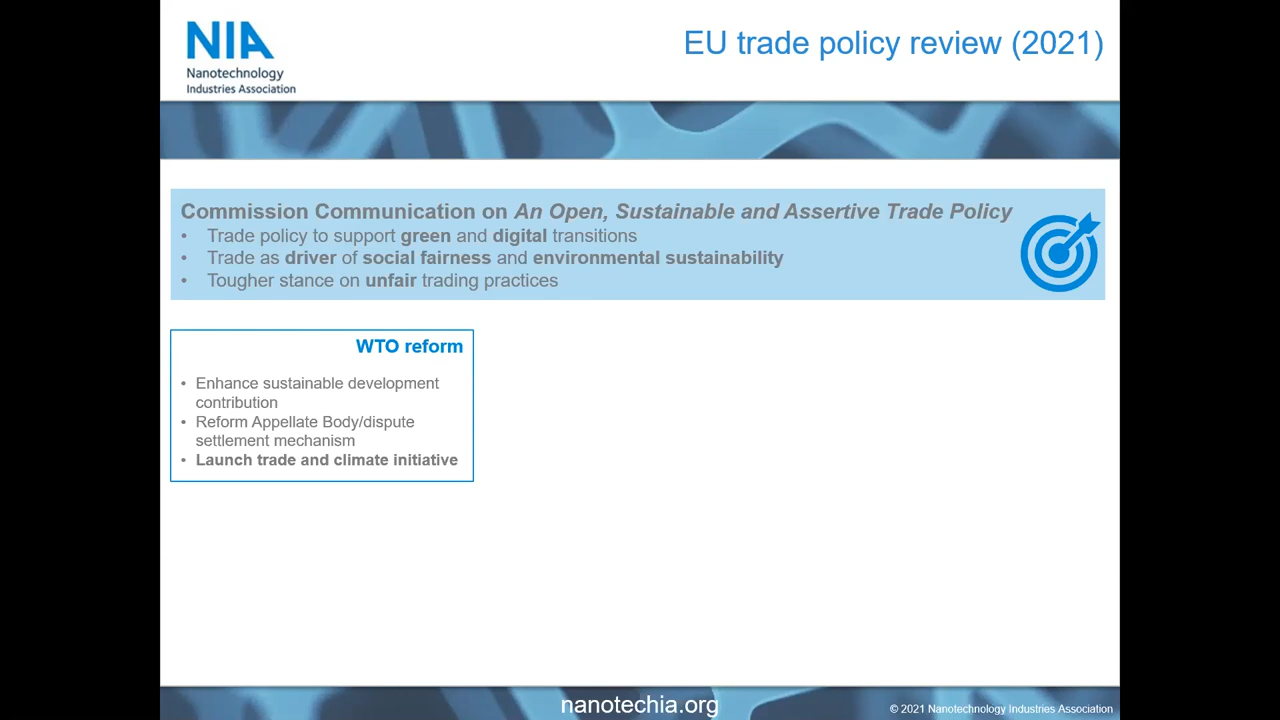 NIA
Nanotechnology
Industries Association
EU trade policy review (2021)
Commission Communication on An Open, Sustainable and Assertive Trade Policy
• Trade policy to support green and digital transitions
• Trade as driver of social fairness and environmental sustainability
• Tougher stance on unfair trading practices
WTO reform
• Enhance sustainable development
contribution
• Reform Appellate Body/dispute
settlement mechanism
• Launch trade and climate initiative
nanotechia.org
© 2021 Nanotechnology Industries Association